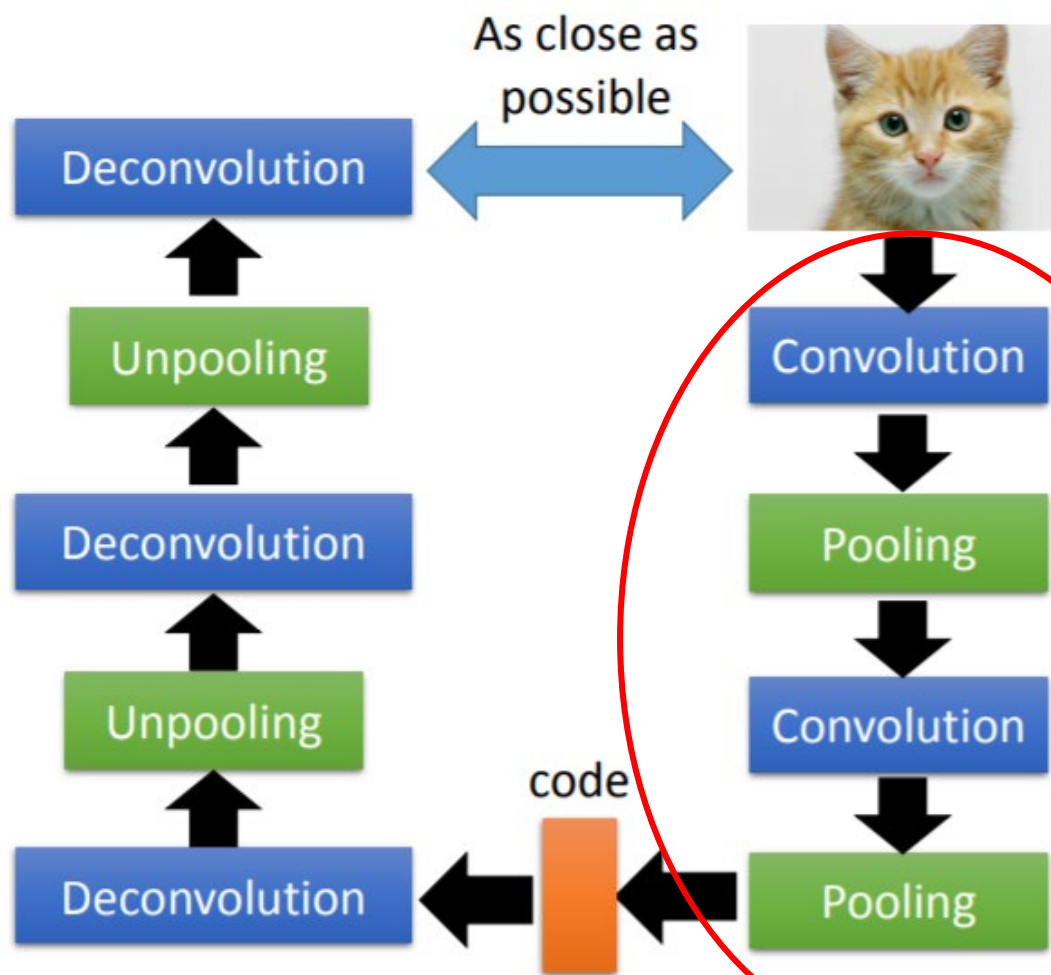 As close as
possible
Deconvolution
Unpooling
Deconvolution
Unpooling
Deconvolution
code
Convolution
Pooling
Convolution
Pooling